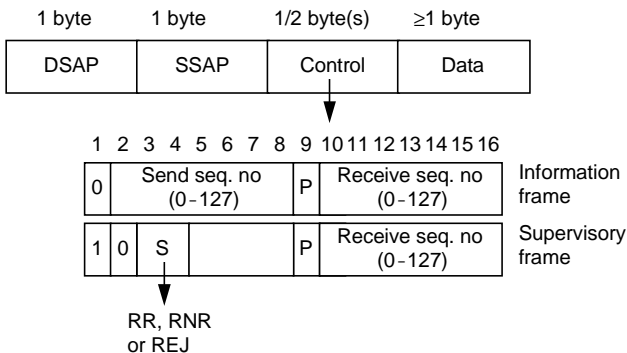 1 byte 1 byte 1/2 byte(s) ≥1 byte
DSAP SSAP Control Data
1 2 3 4 5 6 7 8 9 10 11 12 13 14 15 16
0 Send seq. no (0-127) P Receive seq. no (0-127)
Information frame
1 0 S P Receive seq. no (0-127)
Supervisory frame
RR, RNR
or REJ